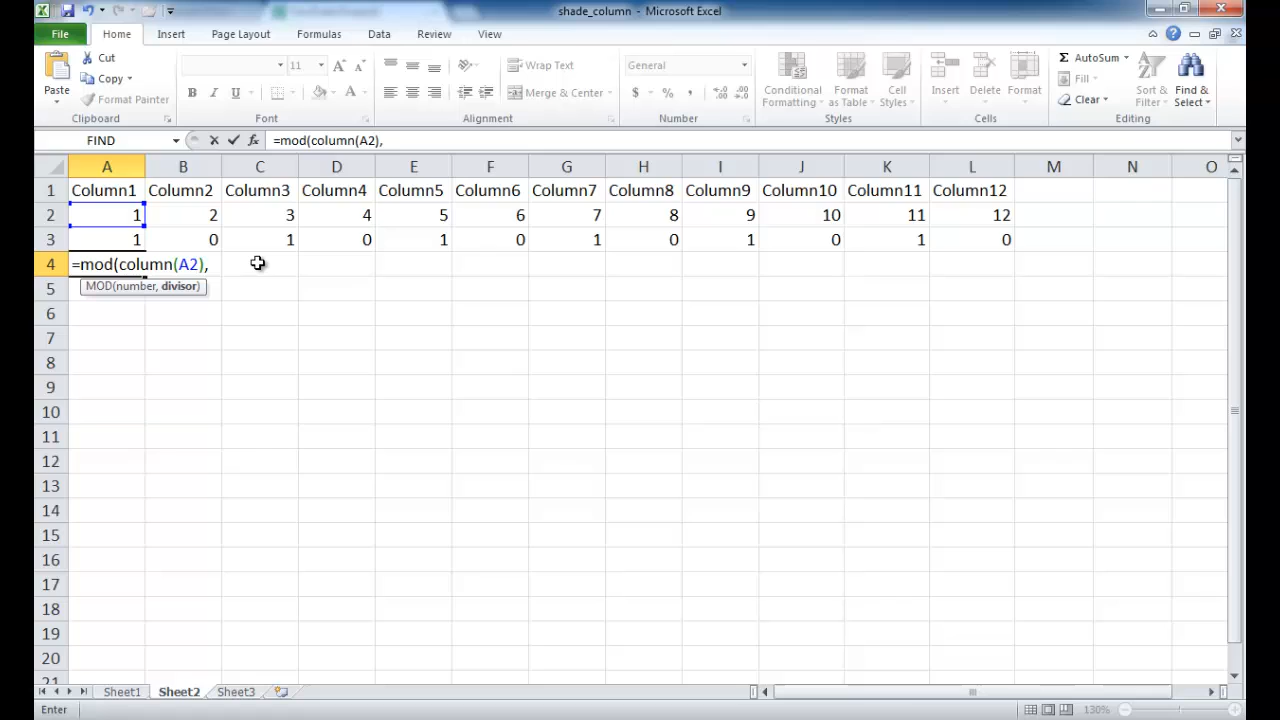 shade_column - Microsoft Excel
File Home Insert Page Layout Formulas Data Review View
Paste
Cut
Copy
Format Painter
11
B I U
Wrap Text
Merge & Center
General
$ % ,
Conditional Formatting
Format as Table
Cell Styles
Insert
Delete
Format
AutoSum
Fill
Clear
Sort & Filter
Find & Select
Clipboard Font Alignment Number Styles Cells Editing
FIND =mod(column(A2),
A B C D E F G H I J K L M N O
1 Column1 Column2 Column3 Column4 Column5 Column6 Column7 Column8 Column9 Column10 Column11 Column12
2 1 2 3 4 5 6 7 8 9 10 11 12
3 1 0 1 0 1 0 1 0 1 0 1 0
4 =mod(column(A2),
5 MOD(number, divisor)
6
7
8
9
10
11
12
13
14
15
16
17
18
19
20
21
Sheet1 Sheet2 Sheet3
Enter 130%